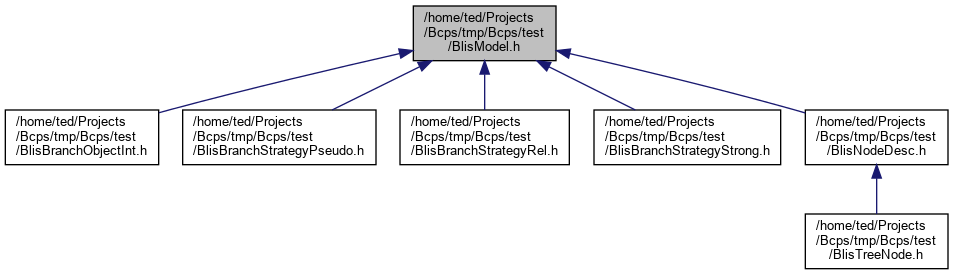 /home/ted/Projects
/Bcps/tmp/Bcps/test
/BlisModel.h
/home/ted/Projects
/Bcps/tmp/Bcps/test
/BlisBranchObjectInt.h
/home/ted/Projects
/Bcps/tmp/Bcps/test
/BlisBranchStrategyPseudo.h
/home/ted/Projects
/Bcps/tmp/Bcps/test
/BlisBranchStrategyRel.h
/home/ted/Projects
/Bcps/tmp/Bcps/test
/BlisBranchStrategyStrong.h
/home/ted/Projects
/Bcps/tmp/Bcps/test
/BlisNodeDesc.h
/home/ted/Projects
/Bcps/tmp/Bcps/test
/BlisTreeNode.h